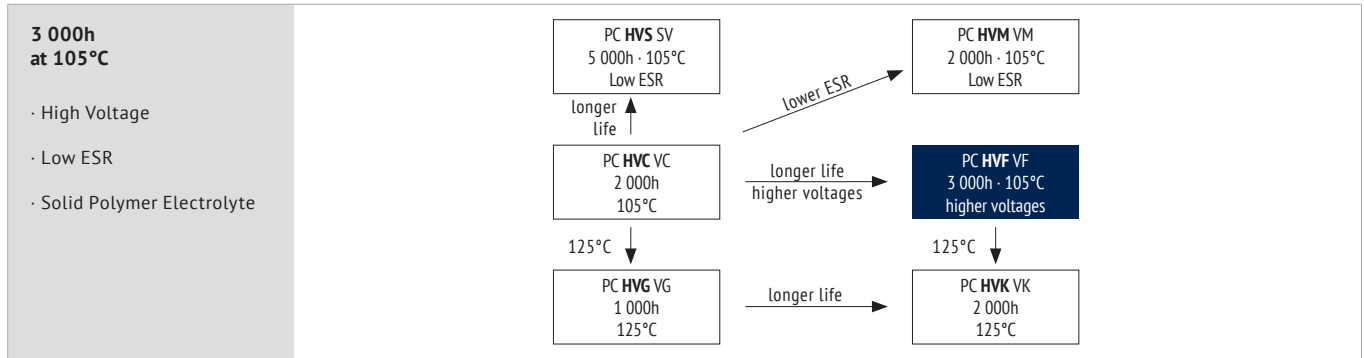 3 000h
at 105°C
· High Voltage
· Low ESR
· Solid Polymer Electrolyte
PC HVS SV
5 000h · 105°C
Low ESR
PC HVM VM
2 000h · 105°C
Low ESR
longer
life
lower ESR
PC HVC VC
2 000h
105°C
longer life
higher voltages
PC HVF VF
3 000h · 105°C
higher voltages
125°C
125°C
PC HVG VG
1 000h
125°C
longer life
PC HVK VK
2 000h
125°C